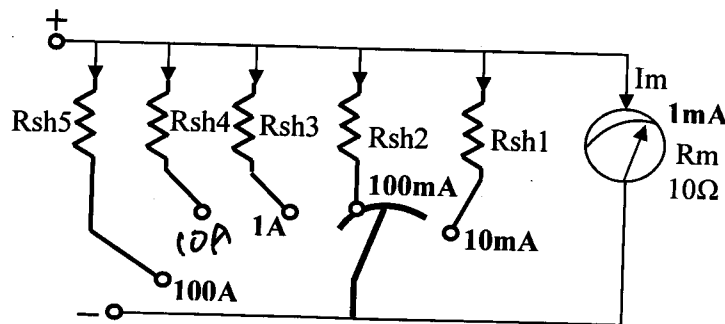 +
Im
1mA
Rsh5 Rsh4 Rsh3 Rsh2 Rsh1 Rm
10Ω
100mA
10A 1A 10mA
100A
−